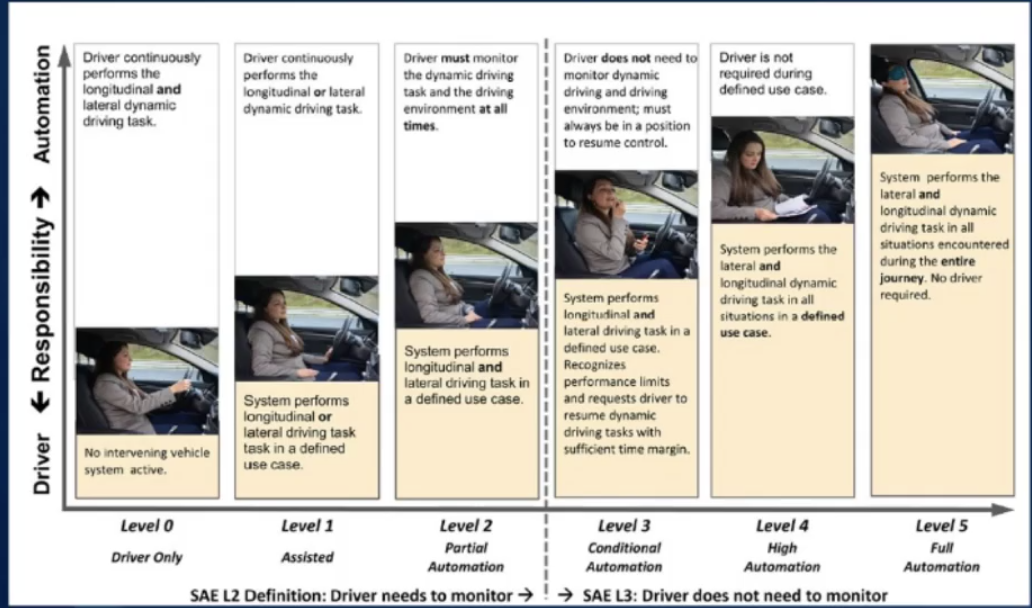 Driver ← Responsibility → Automation
Driver continuously
performs the
longitudinal and
lateral dynamic
driving task.
No intervening vehicle
system active.
Level 0
Driver Only
Driver continuously
performs the
longitudinal or lateral
dynamic driving task.
System performs
longitudinal or
lateral driving task
task in a defined
use case.
Level 1
Assisted
Driver must monitor
the dynamic driving
task and the driving
environment at all
times.
System performs
longitudinal and
lateral driving task in
a defined use case.
Level 2
Partial
Automation
Driver does not need to
monitor dynamic
driving and driving
environment; must
always be in a position
to resume control.
System performs
longitudinal and
lateral driving task in a
defined use case.
Recognizes
performance limits
and requests driver to
resume dynamic
driving tasks with
sufficient time margin.
Level 3
Conditional
Automation
Driver is not
required during
defined use case.
System performs the
lateral and
longitudinal dynamic
driving task in all
situations in a defined
use case.
Level 4
High
Automation
System performs the
lateral and
longitudinal dynamic
driving task in all
situations encountered
during the entire
journey. No driver
required.
Level 5
Full
Automation
SAE L2 Definition: Driver needs to monitor → → SAE L3: Driver does not need to monitor